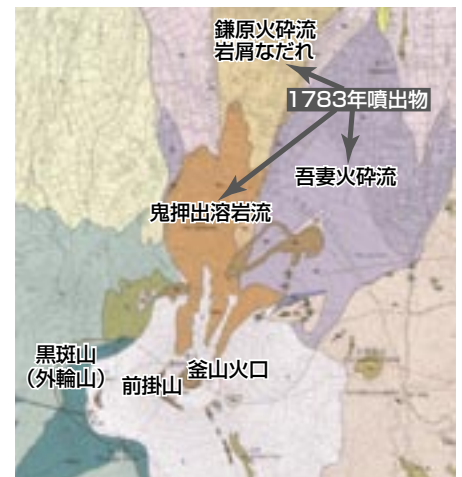 鎌原火砕流
岩屑なだれ
1783年噴出物
吾妻火砕流
鬼押出溶岩流
黒斑山
(外輪山)
前掛山
釜山火口